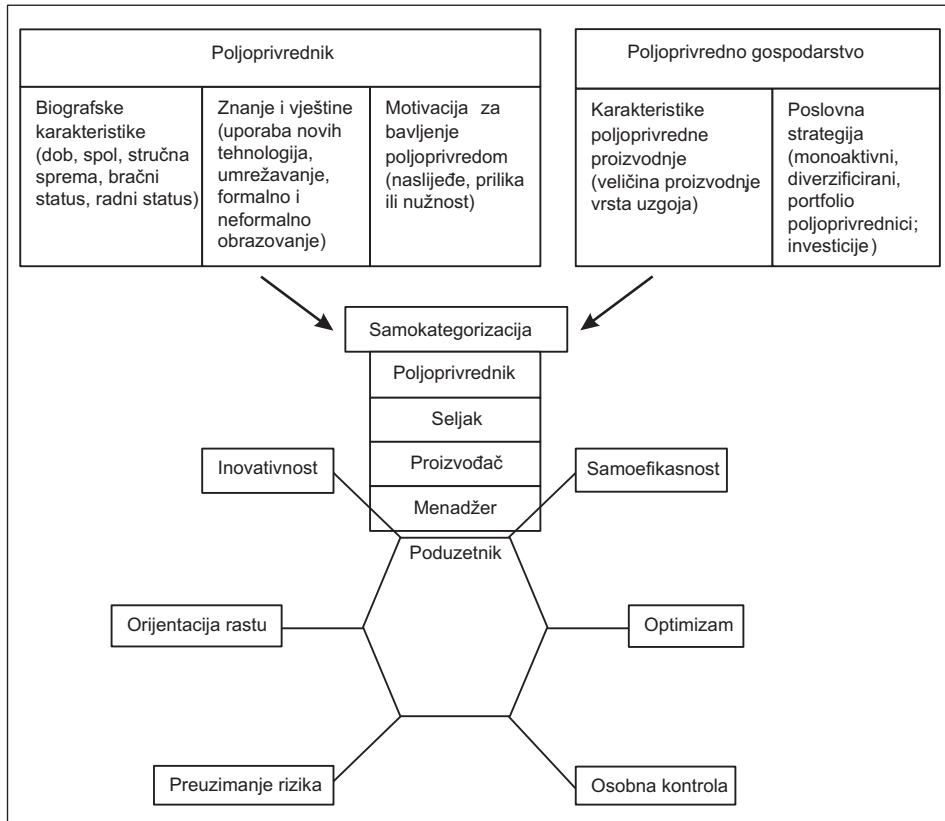 Poljoprivrednik
Biografske
karakteristike
(dob, spol, stručna
sprema, bračni
status, radni status)
Znanje i vještine
(uporaba novih
tehnologija,
umrežavanje,
formalno i
neformalno
obrazovanje)
Motivacija za
bavljenje
poljoprivredom
(naslijeđe, prilika
ili nužnost)
Poljoprivredno gospodarstvo
Karakteristike
poljoprivredne
proizvodnje
(veličina proizvodnje
vrsta uzgoja)
Poslovna
strategija
(monoaktivni,
diverzificirani,
portfolio
poljoprivrednici;
investicije)
Samokategorizacija
Poljoprivrednik
Seljak
Proizvođač
Menadžer
Poduzetnik
Inovativnost
Samoefikasnost
Orijentacija rastu
Optimizam
Preuzimanje rizika
Osobna kontrola